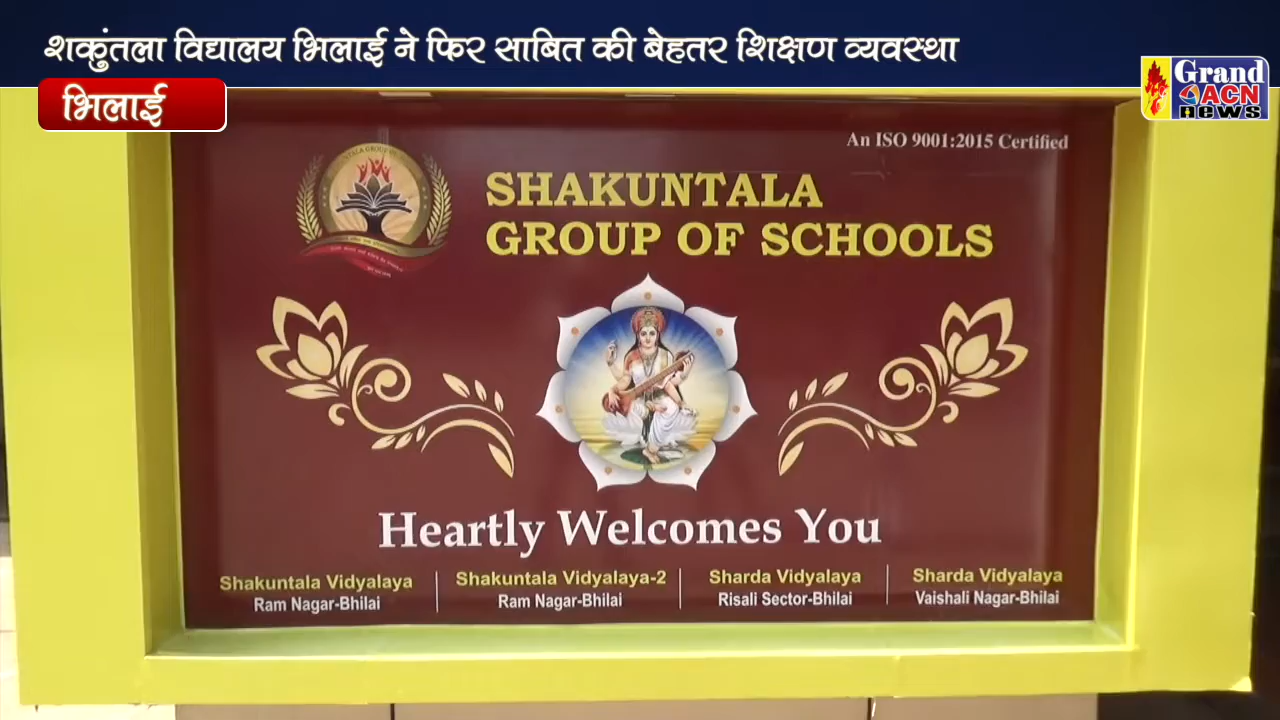 शकुंतला विद्यालय भिलाई ने फिर साबित की बेहतर शिक्षण व्यवस्था
भिलाई
Grand
ACN
news
An ISO 9001:2015 Certified
SHAKUNTALA
GROUP OF SCHOOLS
Heartly Welcomes You
Shakuntala Vidyalaya
Ram Nagar-Bhilai
Shakuntala Vidyalaya-2
Ram Nagar-Bhilai
Sharda Vidyalaya
Risali Sector-Bhilai
Sharda Vidyalaya
Vaishali Nagar-Bhilai